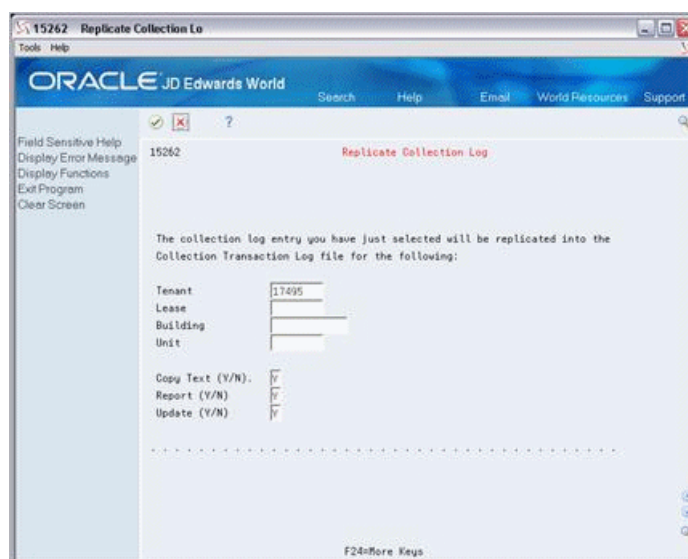 15262 Replicate Collection Lo
Tools Help
ORACLE JD Edwards World
Search Help Email World Resources Support
Field Sensitive Help
Display Error Message
Display Functions
Exit Program
Clear Screen
?
15262 Replicate Collection Log
The collection log entry you have just selected will be replicated into the
Collection Transaction Log file for the following:
Tenant 17495
Lease
Building
Unit
Copy Text (Y/N). Y
Report (Y/N) Y
Update (Y/N) Y
. . . . . . . . . . . . . . . . . . . . . . . . . . . . . . . . . . . . . . .
F24=More Keys